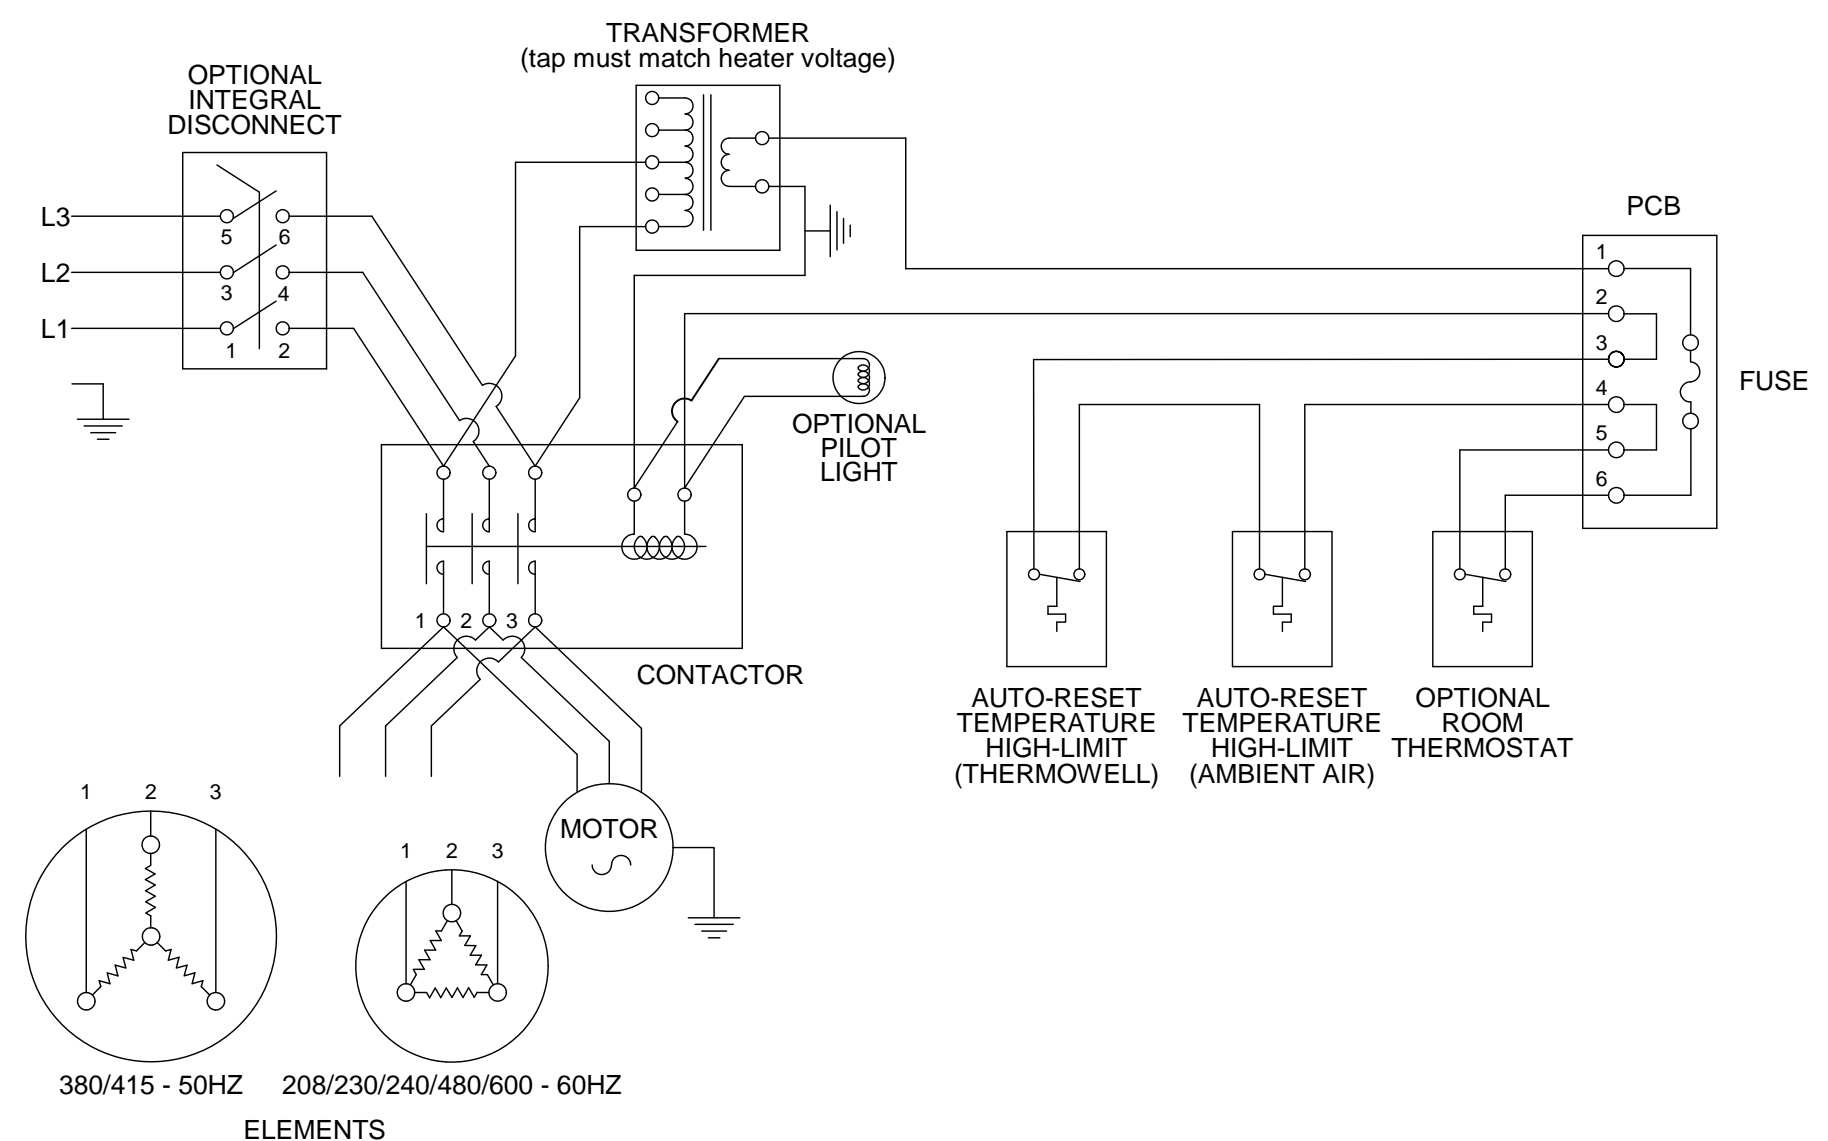 TRANSFORMER
(tap must match heater voltage)
OPTIONAL
INTEGRAL
DISCONNECT
L3
5
6
L2
3
4
L1
1
2
PCB
1
2
3
4
5
6
FUSE
OPTIONAL
PILOT
LIGHT
1
2
3
CONTACTOR
AUTO-RESET
TEMPERATURE
HIGH-LIMIT
(THERMOWELL)
AUTO-RESET
TEMPERATURE
HIGH-LIMIT
(AMBIENT AIR)
OPTIONAL
ROOM
THERMOSTAT
MOTOR
1
2
3
1
2
3
380/415 - 50HZ
208/230/240/480/600 - 60HZ
ELEMENTS